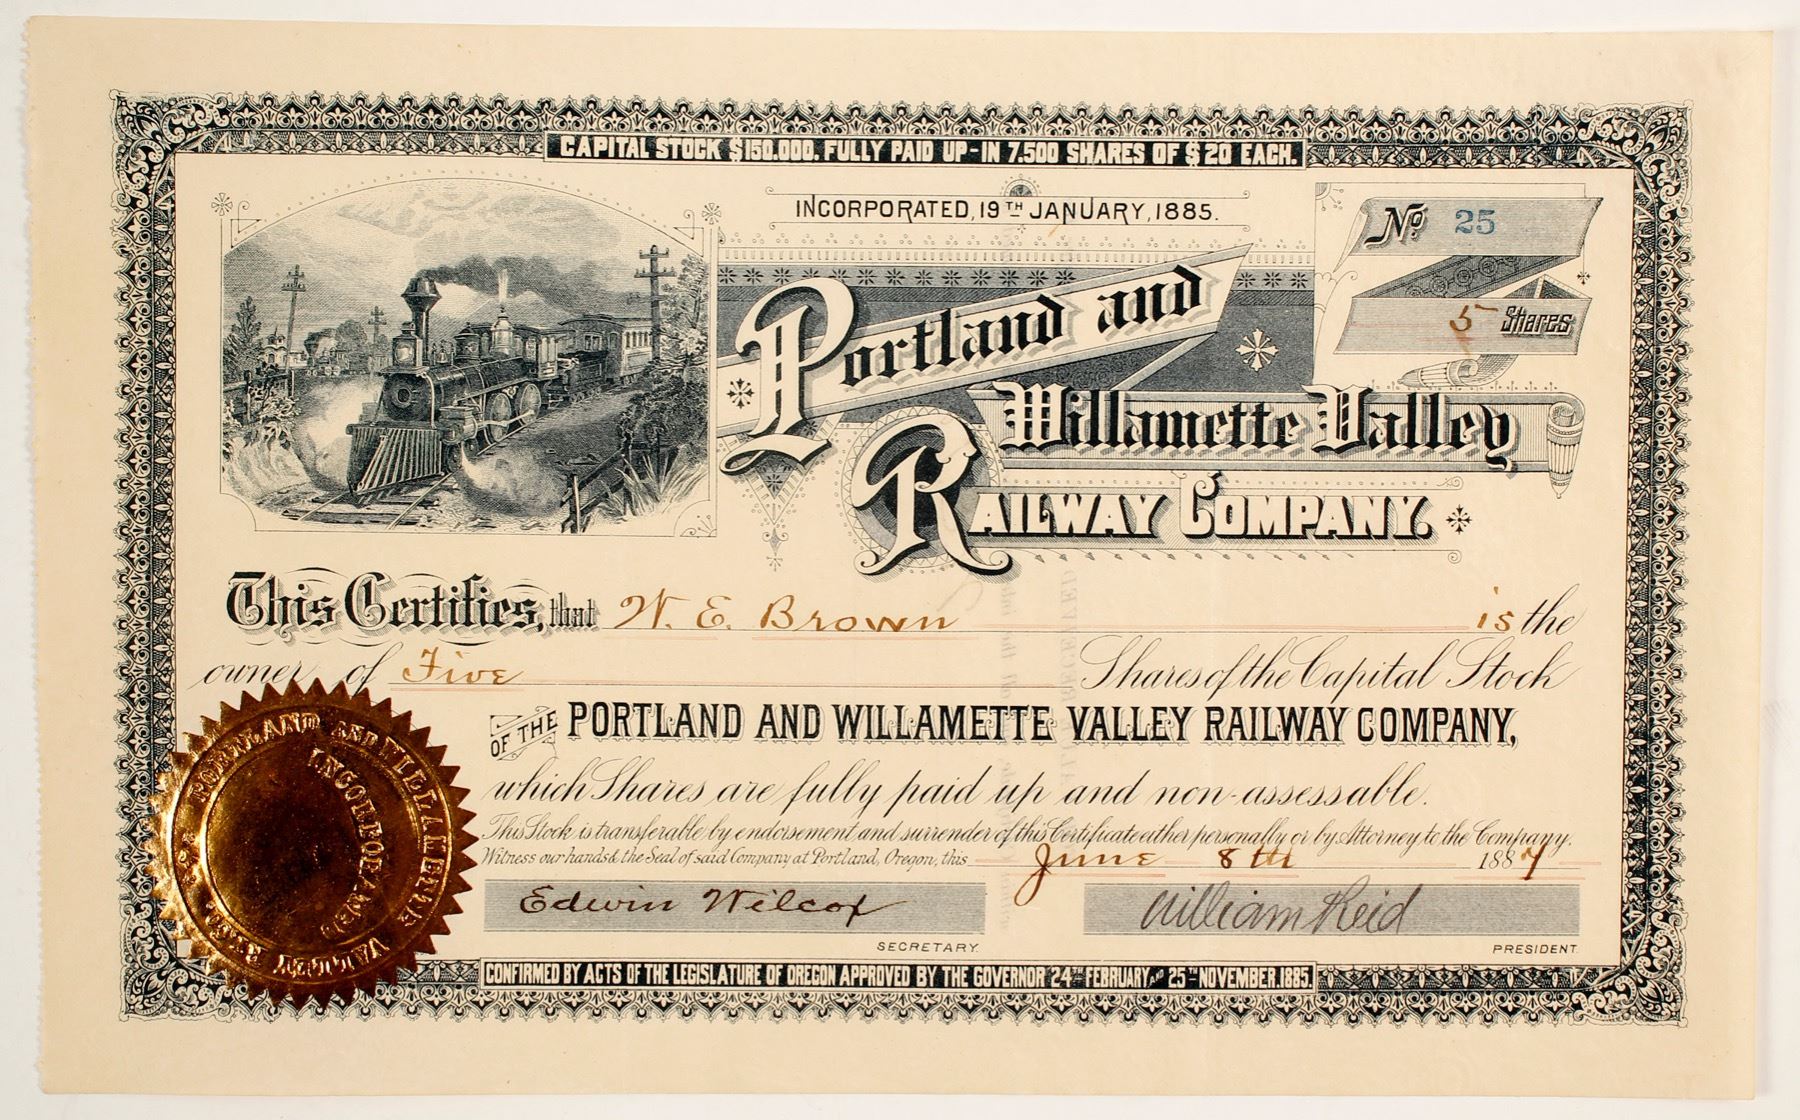 CAPITAL STOCK $150.000. FULLY PAID UP-IN 7.500 SHARES OF $20 EACH.
INCORPORATED, 19TH JANUARY, 1885.
No 25
5 Shares
Portland and
Willamette Valley
RAILWAY COMPANY.
This Certifies, that W. E. Brown is the
owner of Five Shares of the Capital Stock
OF THE PORTLAND AND WILLAMETTE VALLEY RAILWAY COMPANY,
which Shares are fully paid up and non-assessable.
This Stock is transferable by endorsement and surrender of this Certificate either personally or by Attorney to the Company.
Witness our hands & the Seal of said Company at Portland, Oregon, this June 8th 1887
Edwin Wilcox William Reid
SECRETARY. PRESIDENT.
CONFIRMED BY ACTS OF THE LEGISLATURE OF OREGON APPROVED BY THE GOVERNOR 24TH FEBRUARY AND 25TH NOVEMBER.1885.
PORTLAND AND WILLAMETTE VALLEY
INCORPORATED